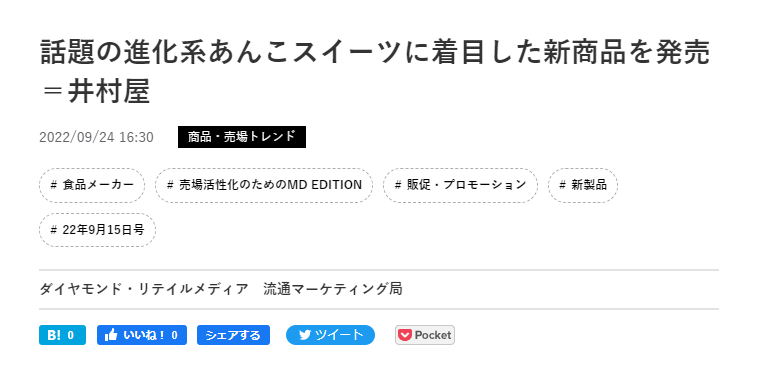 話題の進化系あんこスイーツに着目した新商品を発売
＝井村屋
2022/09/24 16:30 商品・売場トレンド
# 食品メーカー # 売場活性化のためのMD EDITION # 販促・プロモーション # 新製品
# 22年9月15日号
ダイヤモンド・リテイルメディア　流通マーケティング局
B! 0 いいね！ 0 シェアする ツイート Pocket